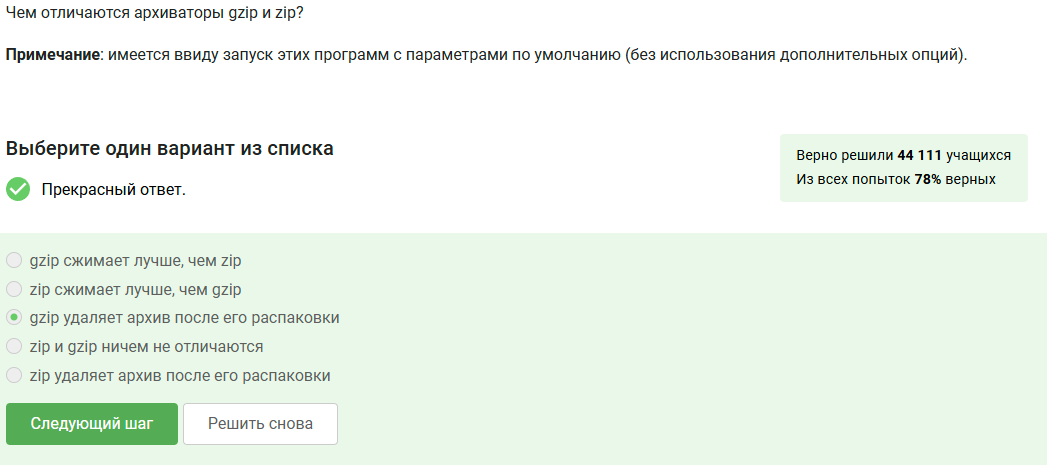 Чем отличаются архиваторы gzip и zip?
Примечание: имеется ввиду запуск этих программ с параметрами по умолчанию (без использования дополнительных опций).
Выберите один вариант из списка
Верно решили 44 111 учащихся
Из всех попыток 78% верных
Прекрасный ответ.
gzip сжимает лучше, чем zip
zip сжимает лучше, чем gzip
gzip удаляет архив после его распаковки
zip и gzip ничем не отличаются
zip удаляет архив после его распаковки
Следующий шаг
Решить снова